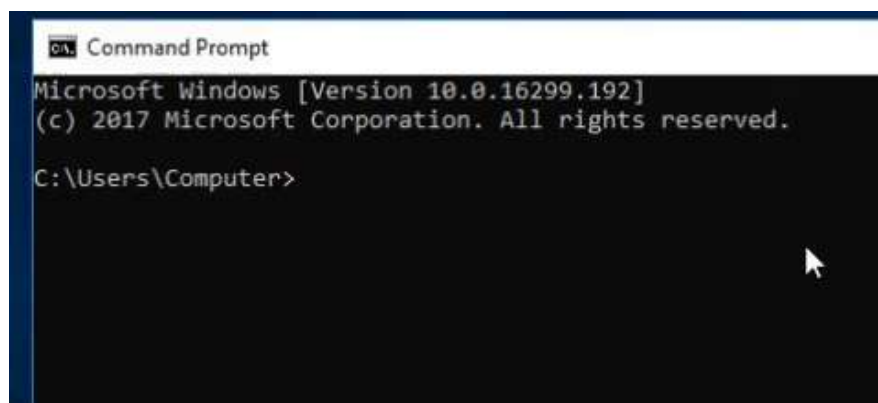 Command Prompt
Microsoft Windows [Version 10.0.16299.192]
(c) 2017 Microsoft Corporation. All rights reserved.
C:\Users\Computer>